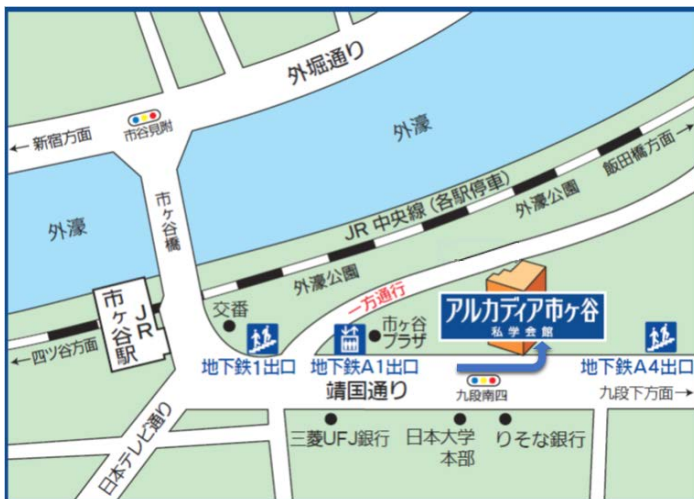 外堀通り
←新宿方面
市谷見附
外濠
飯田橋方面→
市ヶ谷橋
外濠
JR 中央線（各駅停車）
外濠公園
外濠公園
JR
市ヶ谷駅
交番
一方通行
アルカディア市ヶ谷
私学会館
市ヶ谷
プラザ
←四ツ谷方面
地下鉄1出口
地下鉄A1出口
地下鉄A4出口
靖国通り
九段南四
九段下方面→
日本テレビ通り
三菱UFJ銀行
日本大学
本部
りそな銀行